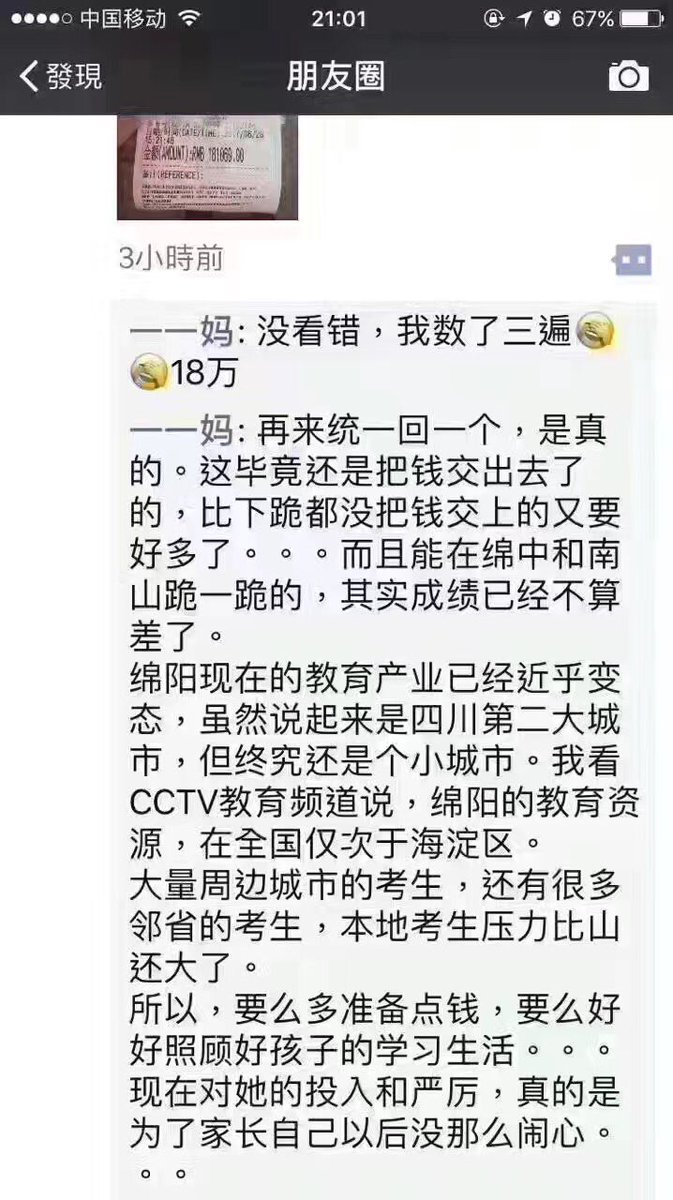 中国移动
21:01
67%
發現
朋友圈
金额(AMOUNT):RMB 181060.00
备注(REFERENCE):
3小時前
一一妈: 没看错，我数了三遍
18万
一一妈: 再来统一回一个，是真
的。这毕竟还是把钱交出去了
的，比下跪都没把钱交上的又要
好多了。。。而且能在绵中和南
山跪一跪的，其实成绩已经不算
差了。
绵阳现在的教育产业已经近乎变
态，虽然说起来是四川第二大城
市，但终究还是个小城市。我看
CCTV教育频道说，绵阳的教育资
源，在全国仅次于海淀区。
大量周边城市的考生，还有很多
邻省的考生，本地考生压力比山
还大了。
所以，要么多准备点钱，要么好
好照顾好孩子的学习生活。。。
现在对她的投入和严厉，真的是
为了家长自己以后没那么闹心。
。。